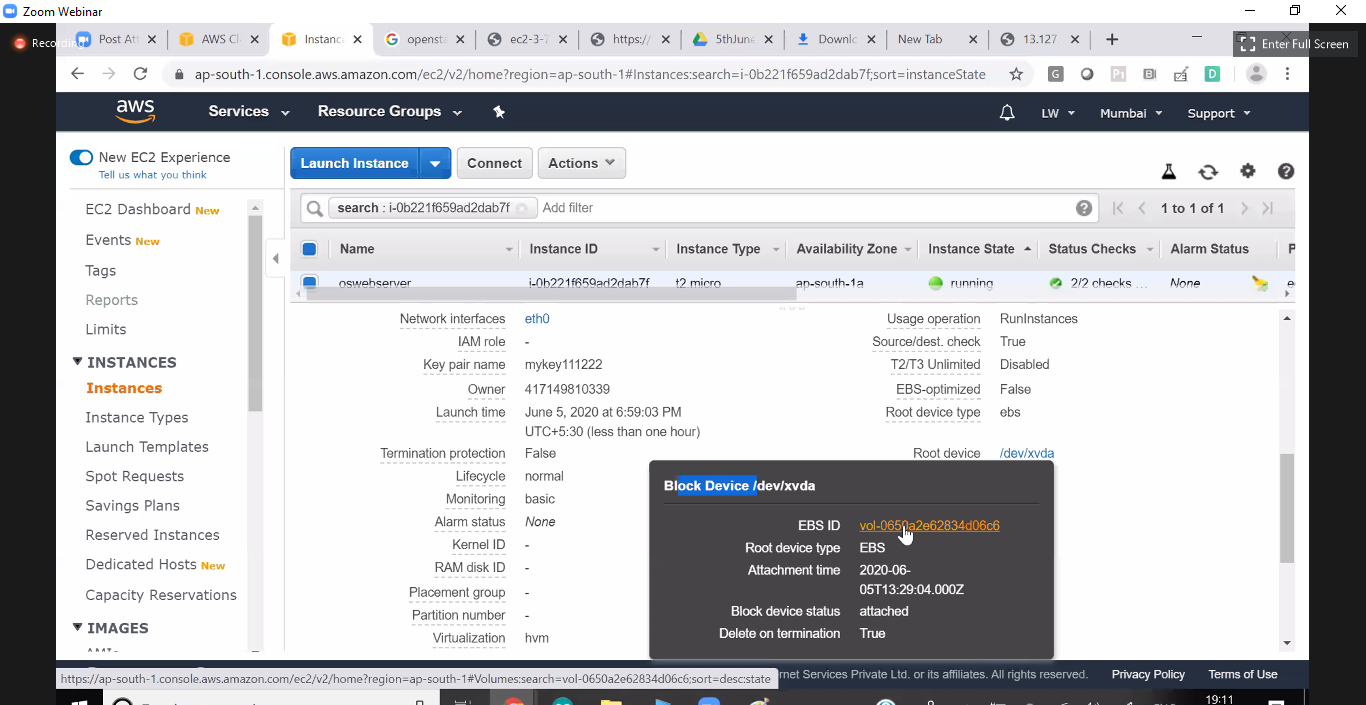 Zoom Webinar
Recording
Post Att
AWS Cl
Instanc
openst
ec2-3-7
https:/
5thJune
Downlo
New Tab
13.127
Enter Full Screen
ap-south-1.console.aws.amazon.com/ec2/v2/home?region=ap-south-1#Instances:search=i-0b221f659ad2dab7f;sort=instanceState
aws
Services
Resource Groups
LW
Mumbai
Support
New EC2 Experience
Tell us what you think
EC2 Dashboard New
Events New
Tags
Reports
Limits
INSTANCES
Instances
Instance Types
Launch Templates
Spot Requests
Savings Plans
Reserved Instances
Dedicated Hosts New
Capacity Reservations
IMAGES
AMIs
Launch Instance
Connect
Actions
search : i-0b221f659ad2dab7f
Add filter
1 to 1 of 1
Name Instance ID Instance Type Availability Zone Instance State Status Checks Alarm Status P
oswebserver i-0b221f659ad2dab7f t2.micro ap-south-1a running 2/2 checks ... None
Network interfaces eth0
IAM role -
Key pair name mykey111222
Owner 417149810339
Launch time June 5, 2020 at 6:59:03 PM
UTC+5:30 (less than one hour)
Termination protection False
Lifecycle normal
Monitoring basic
Alarm status None
Kernel ID -
RAM disk ID -
Placement group -
Partition number -
Virtualization hvm
Usage operation RunInstances
Source/dest. check True
T2/T3 Unlimited Disabled
EBS-optimized False
Root device type ebs
Root device /dev/xvda
Block Device /dev/xvda
EBS ID vol-0650a2e62834d06c6
Root device type EBS
Attachment time 2020-06-
05T13:29:04.000Z
Block device status attached
Delete on termination True
https://ap-south-1.console.aws.amazon.com/ec2/v2/home?region=ap-south-1#Volumes:search=vol-0650a2e62834d06c6;sort=desc:state
rnet Services Private Ltd. or its affiliates. All rights reserved.
Privacy Policy
Terms of Use
19:11